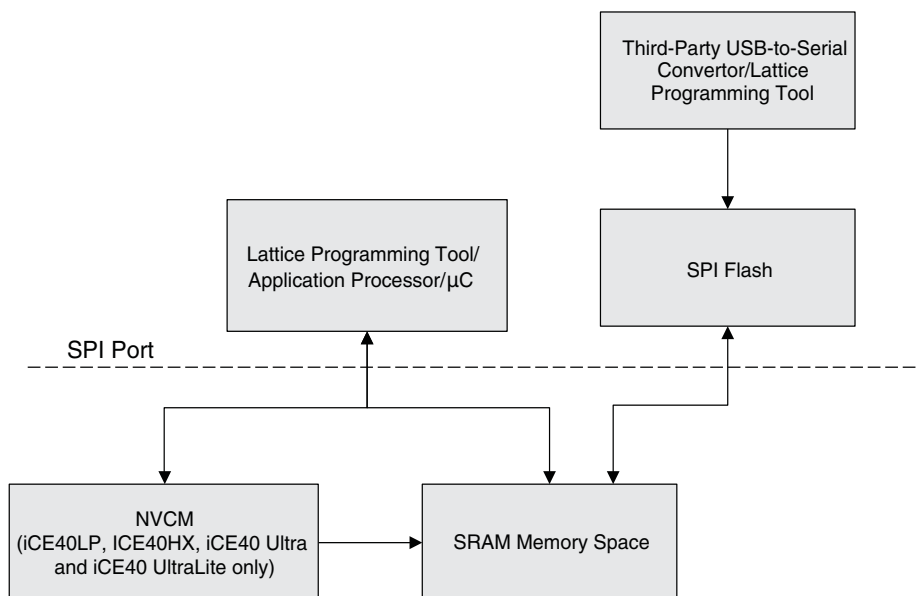 Third-Party USB-to-Serial
Convertor/Lattice
Programming Tool
Lattice Programming Tool/
Application Processor/µC
SPI Flash
SPI Port
NVCM
(iCE40LP, ICE40HX, iCE40 Ultra
and iCE40 UltraLite only)
SRAM Memory Space